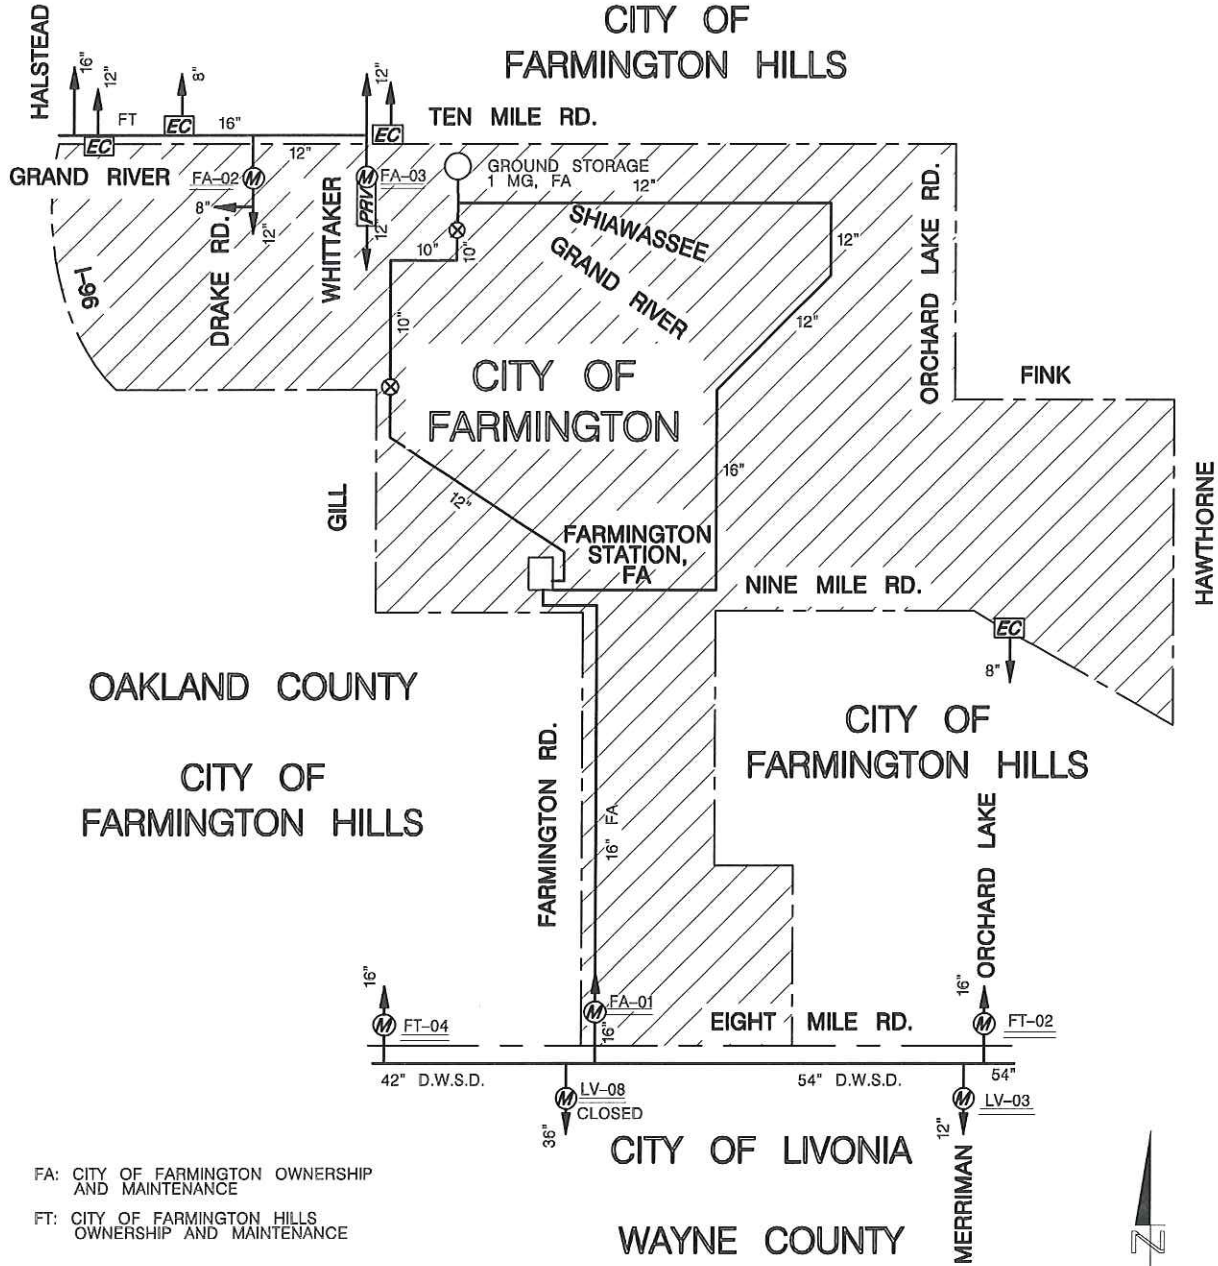 CITY OF
FARMINGTON HILLS
HALSTEAD
16"
12"
8"
12"
FT
16"
EC
EC
EC
TEN MILE RD.
12"
GRAND RIVER
FA-02
M
M
FA-03
GROUND STORAGE
1 MG, FA
12"
8"
12"
PRV
12"
WHITTAKER
DRAKE RD.
I-96
10"
10"
10"
SHIAWASSEE
GRAND RIVER
12"
12"
ORCHARD LAKE RD.
FINK
CITY OF
FARMINGTON
16"
HAWTHORNE
GILL
12"
FARMINGTON
STATION,
FA
NINE MILE RD.
EC
8"
OAKLAND COUNTY
CITY OF
FARMINGTON HILLS
CITY OF
FARMINGTON HILLS
FARMINGTON RD.
16" FA
ORCHARD LAKE
16"
M
FT-04
M
FA-01
16"
EIGHT MILE RD.
16"
M
FT-02
42" D.W.S.D.
54" D.W.S.D.
54"
M
LV-08
CLOSED
36"
M
LV-03
12"
MERRIMAN
CITY OF LIVONIA
WAYNE COUNTY
FA: CITY OF FARMINGTON OWNERSHIP
AND MAINTENANCE
FT: CITY OF FARMINGTON HILLS
OWNERSHIP AND MAINTENANCE
N